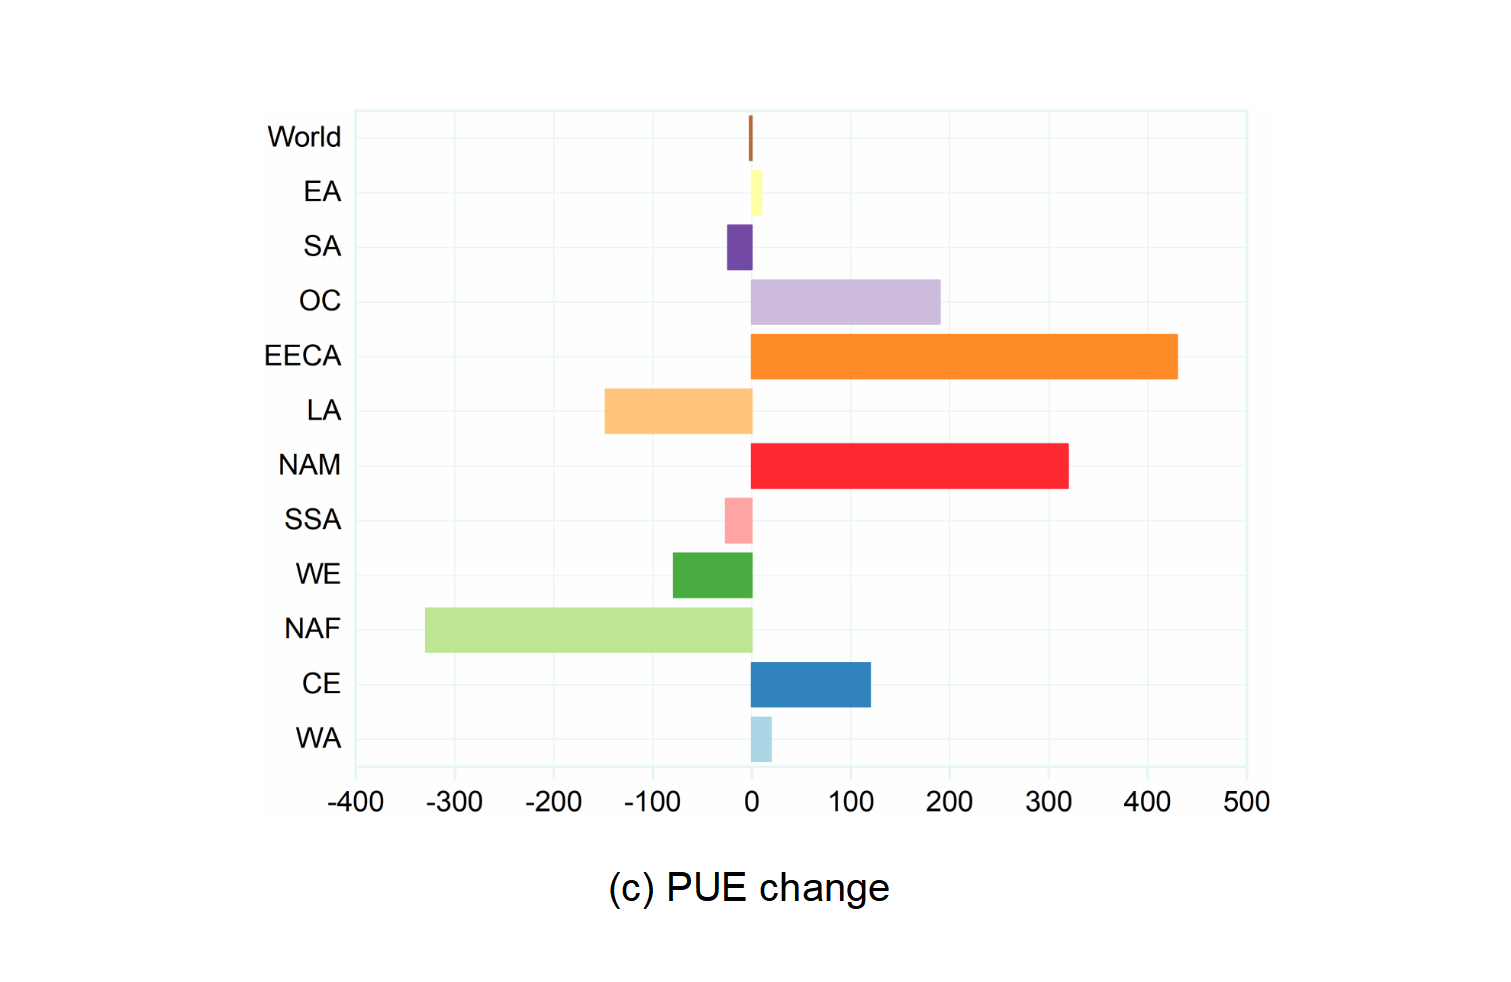 World
EA
SA
OC
EECA
LA
NAM
SSA
WE
NAF
CE
WA
-400 -300 -200 -100 0 100 200 300 400 500
(c) PUE change